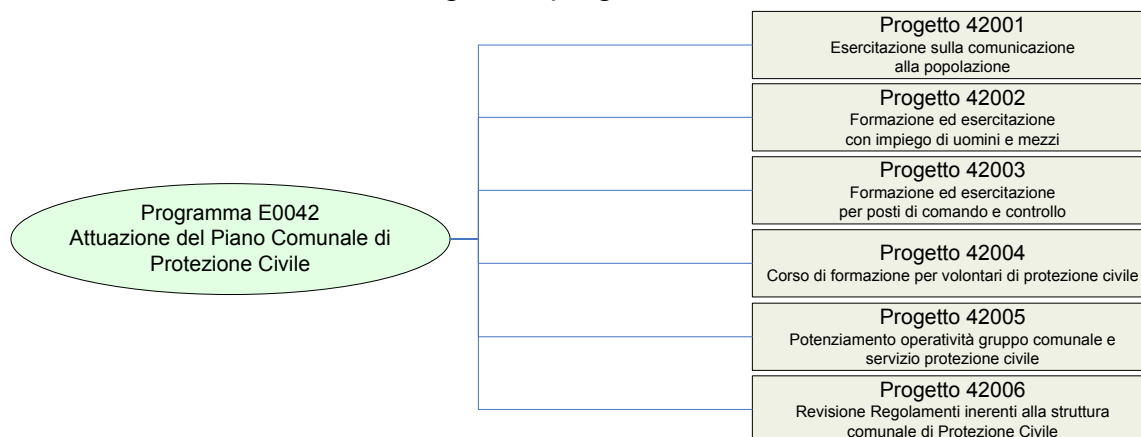 Programma E0042
Attuazione del Piano Comunale di
Protezione Civile
Progetto 42001
Esercitazione sulla comunicazione
alla popolazione
Progetto 42002
Formazione ed esercitazione
con impiego di uomini e mezzi
Progetto 42003
Formazione ed esercitazione
per posti di comando e controllo
Progetto 42004
Corso di formazione per volontari di protezione civile
Progetto 42005
Potenziamento operatività gruppo comunale e
servizio protezione civile
Progetto 42006
Revisione Regolamenti inerenti alla struttura
comunale di Protezione Civile